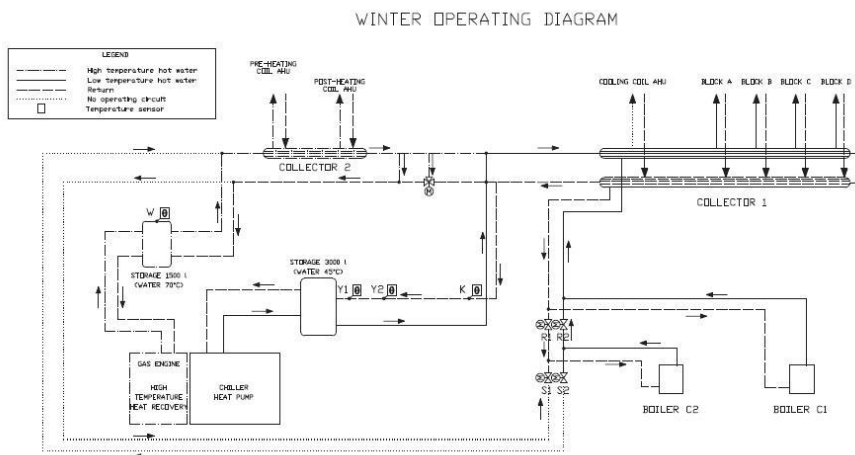 WINTER OPERATING DIAGRAM
LEGEND
High temperature hot water
Low temperature hot water
Return
No operating circuit
θ Temperature sensor
PRE-HEATING
COIL AHU
POST-HEATING
COIL AHU
COOLING COIL AHU
BLOCK A
BLOCK B
BLOCK C
BLOCK D
COLLECTOR 2
COLLECTOR 1
W θ
STORAGE 1500 l
(WATER 70°C)
STORAGE 3000 l
(WATER 45°C)
Y1 θ
Y2 θ
K θ
M
R1
R2
GAS ENGINE
HIGH
TEMPERATURE
HEAT RECOVERY
CHILLER
HEAT PUMP
S1
S2
BOILER C2
BOILER C1